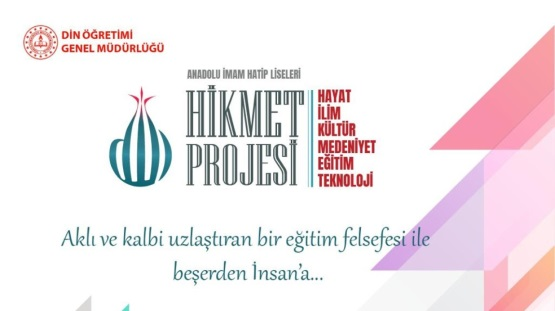 DİN ÖĞRETİMİ
GENEL MÜDÜRLÜĞÜ
ANADOLU İMAM HATİP LİSELERİ
HİKMET
PROJESİ
HAYAT
İLİM
KÜLTÜR
MEDENİYET
EĞİTİM
TEKNOLOJİ
Aklı ve kalbi uzlaştıran bir eğitim felsefesi ile
beşerden İnsan'a...